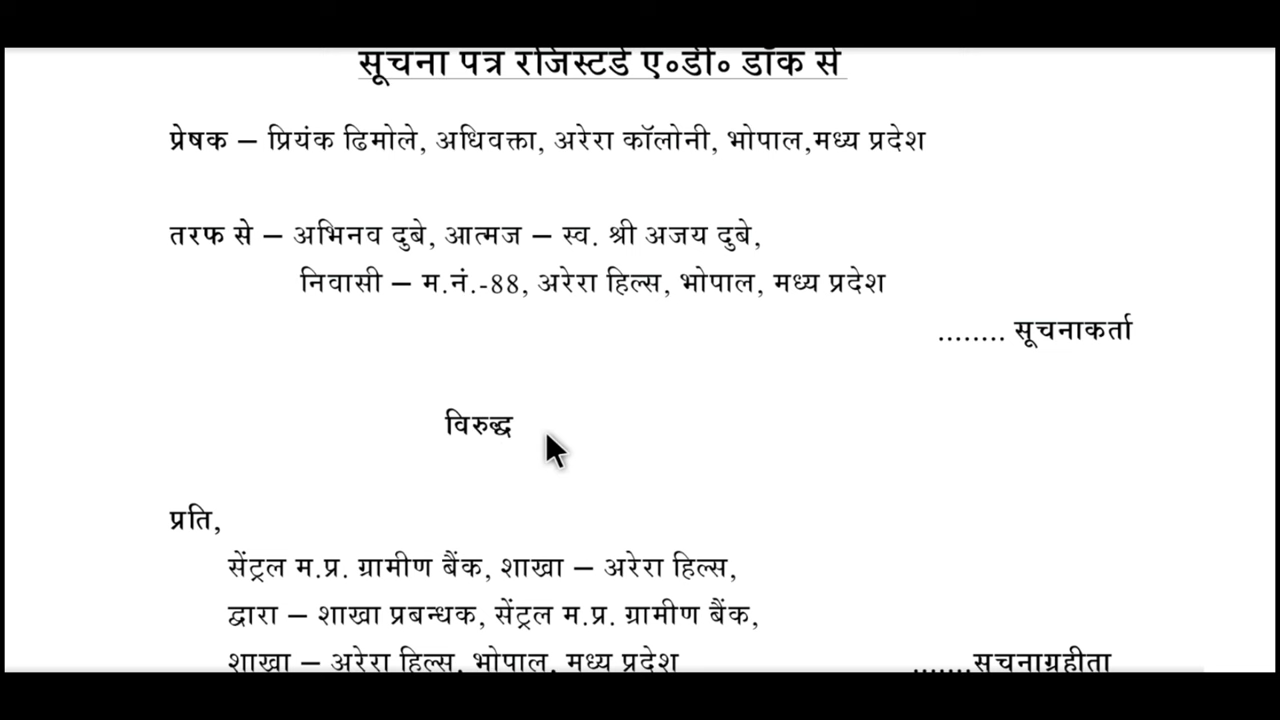 सूचना पत्र रजिस्टर्ड ए०डी० डॉक से
प्रेषक – प्रियंक ढिमोले, अधिवक्ता, अरेरा कॉलोनी, भोपाल,मध्य प्रदेश
तरफ से – अभिनव दुबे, आत्मज – स्व. श्री अजय दुबे,
निवासी – म.नं.-88, अरेरा हिल्स, भोपाल, मध्य प्रदेश
........ सूचनाकर्ता
विरुद्ध
प्रति,
सेंट्रल म.प्र. ग्रामीण बैंक, शाखा – अरेरा हिल्स,
द्वारा – शाखा प्रबन्धक, सेंट्रल म.प्र. ग्रामीण बैंक,
शाखा – अरेरा हिल्स, भोपाल, मध्य प्रदेश .......सूचनाग्रहीता